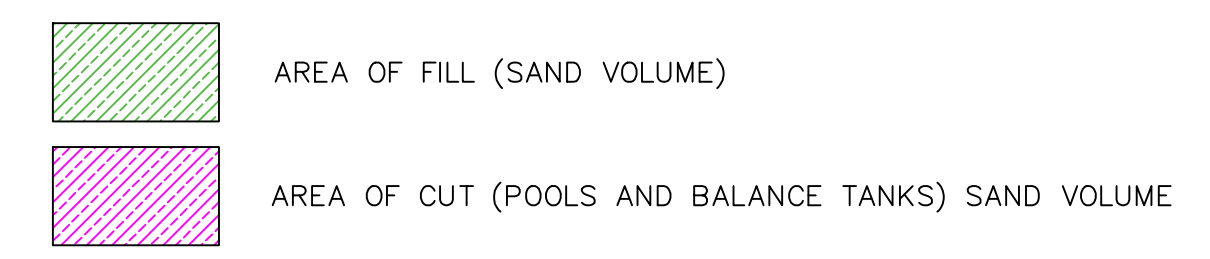 AREA OF FILL (SAND VOLUME)
AREA OF CUT (POOLS AND BALANCE TANKS) SAND VOLUME